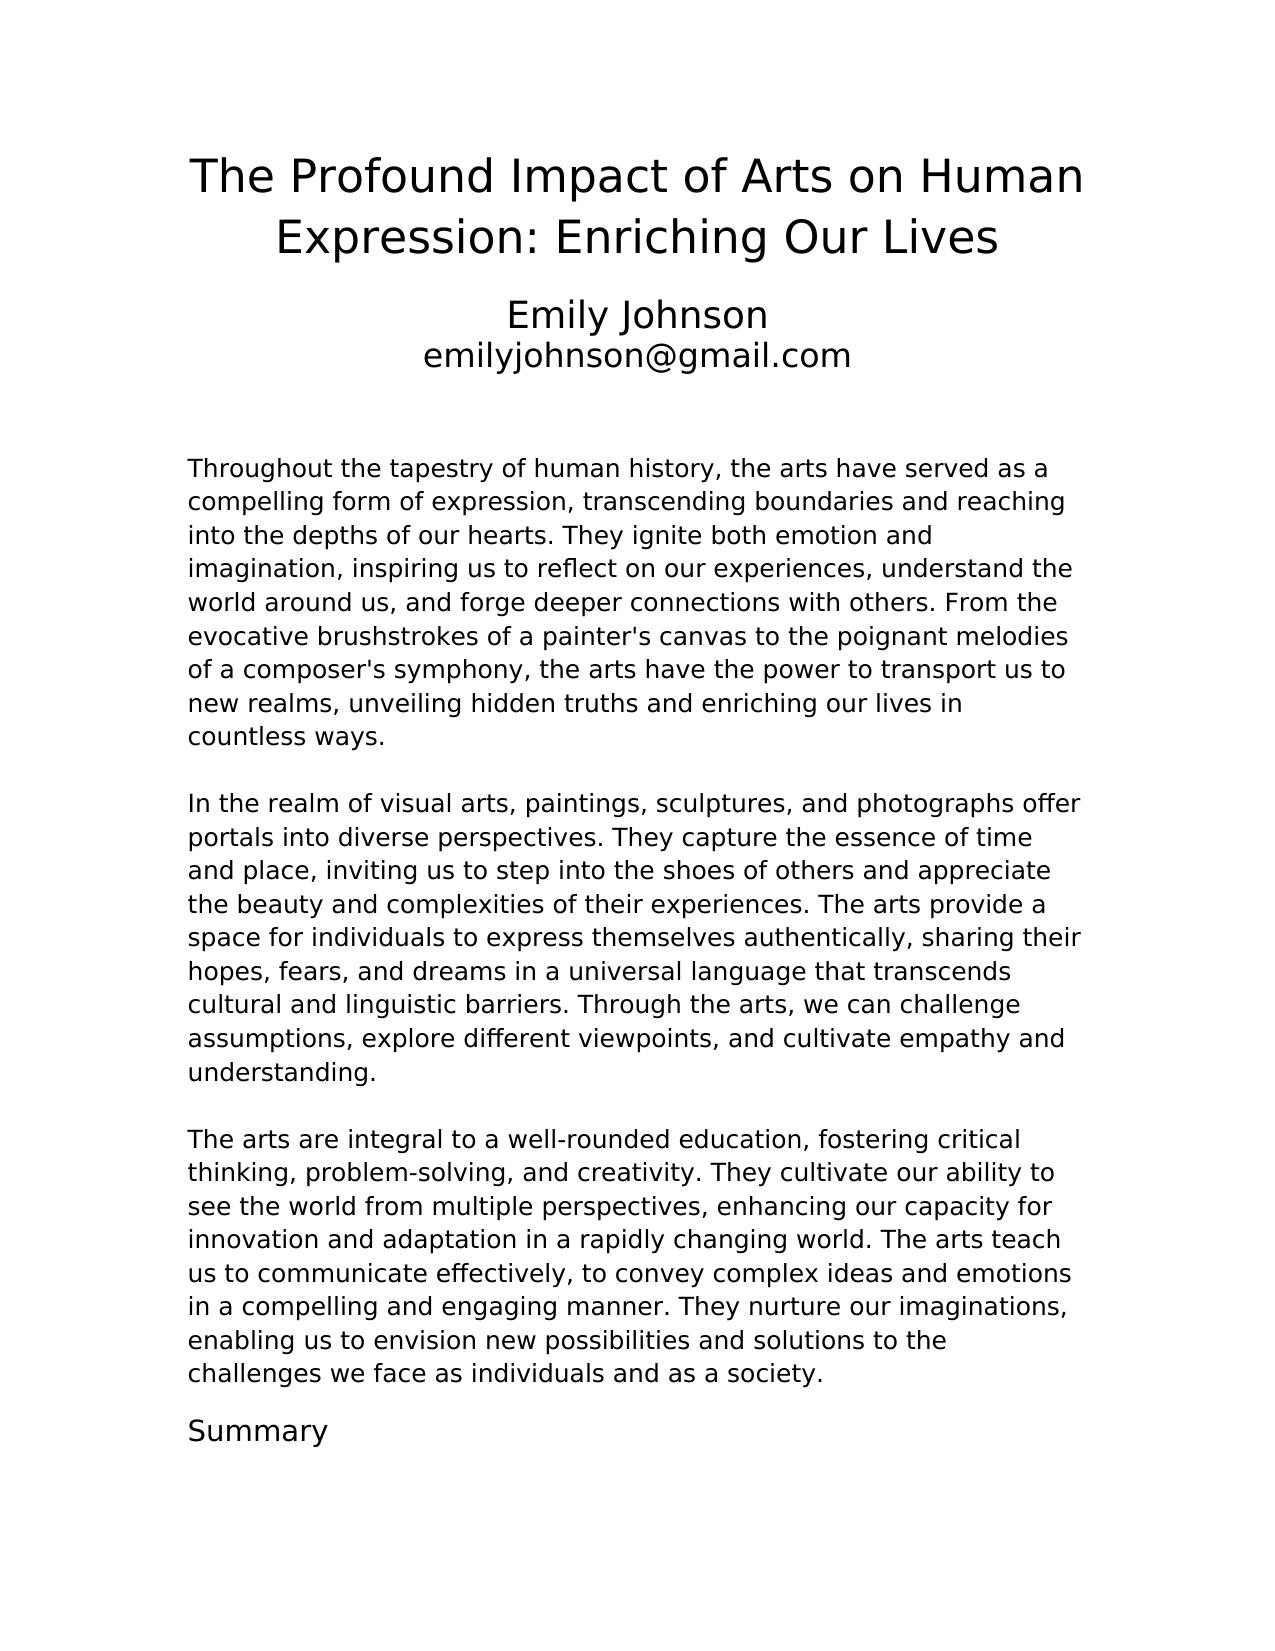 The Profound Impact of Arts on Human
Expression: Enriching Our Lives
Emily Johnson
emilyjohnson@gmail.com
Throughout the tapestry of human history, the arts have served as a
compelling form of expression, transcending boundaries and reaching
into the depths of our hearts. They ignite both emotion and
imagination, inspiring us to reflect on our experiences, understand the
world around us, and forge deeper connections with others. From the
evocative brushstrokes of a painter's canvas to the poignant melodies
of a composer's symphony, the arts have the power to transport us to
new realms, unveiling hidden truths and enriching our lives in
countless ways.
In the realm of visual arts, paintings, sculptures, and photographs offer
portals into diverse perspectives. They capture the essence of time
and place, inviting us to step into the shoes of others and appreciate
the beauty and complexities of their experiences. The arts provide a
space for individuals to express themselves authentically, sharing their
hopes, fears, and dreams in a universal language that transcends
cultural and linguistic barriers. Through the arts, we can challenge
assumptions, explore different viewpoints, and cultivate empathy and
understanding.
The arts are integral to a well-rounded education, fostering critical
thinking, problem-solving, and creativity. They cultivate our ability to
see the world from multiple perspectives, enhancing our capacity for
innovation and adaptation in a rapidly changing world. The arts teach
us to communicate effectively, to convey complex ideas and emotions
in a compelling and engaging manner. They nurture our imaginations,
enabling us to envision new possibilities and solutions to the
challenges we face as individuals and as a society.
Summary